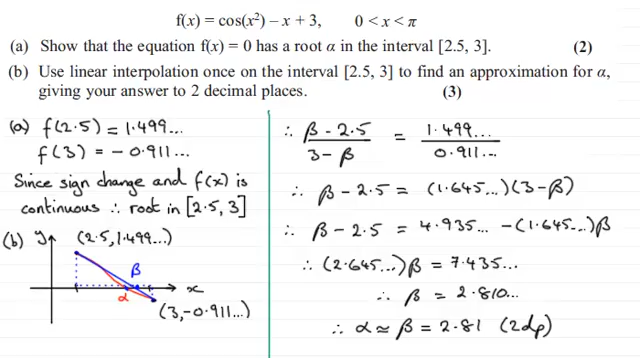 f(x) = cos(x²) – x + 3, 0 < x < π
(a) Show that the equation f(x) = 0 has a root α in the interval [2.5, 3]. (2)
(b) Use linear interpolation once on the interval [2.5, 3] to find an approximation for α,
giving your answer to 2 decimal places. (3)
(a) f(2.5) = 1.499...
f(3) = -0.911...
Since sign change and f(x) is
continuous ∴ root in [2.5, 3]
(b) y (2.5, 1.499...)
β
x
α
(3, -0.911...)
∴ β - 2.5 / 3 - β = 1.499... / 0.911...
∴ β - 2.5 = (1.645...)(3-β)
∴ β - 2.5 = 4.935... - (1.645...)β
∴ (2.645...)β = 7.435...
∴ β = 2.810...
∴ α ≃ β = 2.81 (2dp)